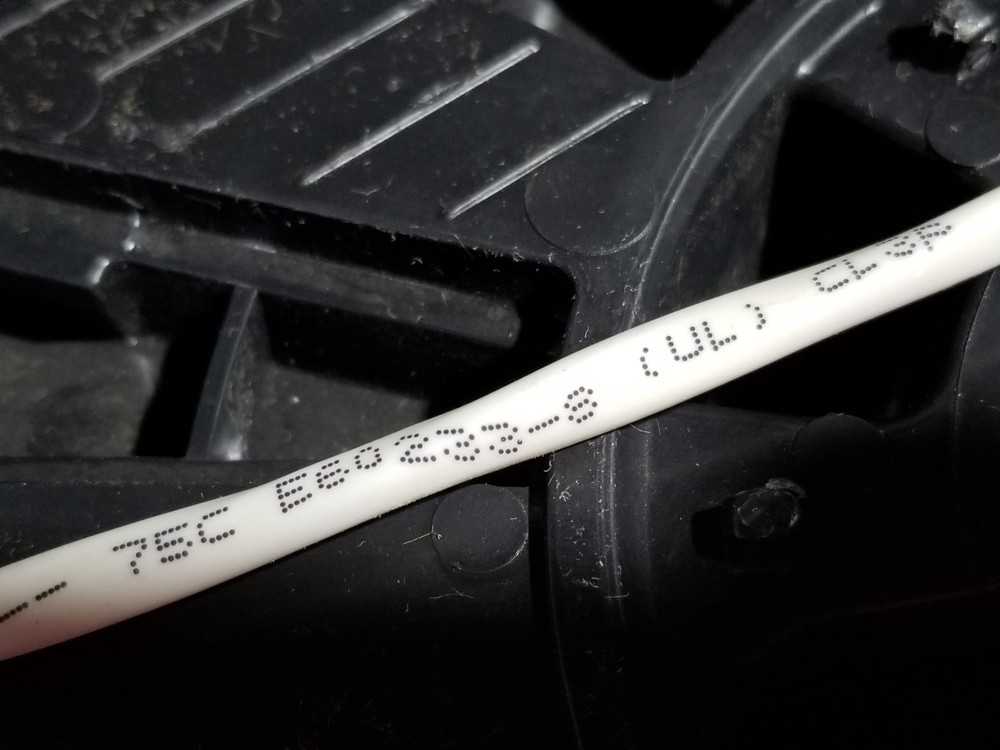 -- 75C E60233-8 (UL) CL3R